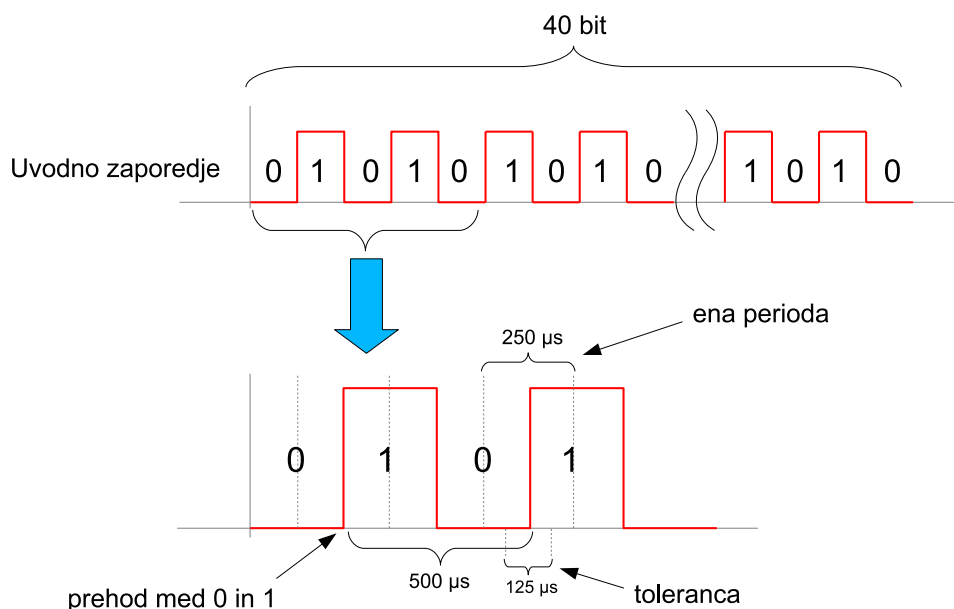 40 bit
Uvodno zaporedje
0 1 0 1 0 1 0 1 0 1 0 1 0
ena perioda
250 µs
0 1 0 1
500 µs
125 µs
toleranca
prehod med 0 in 1